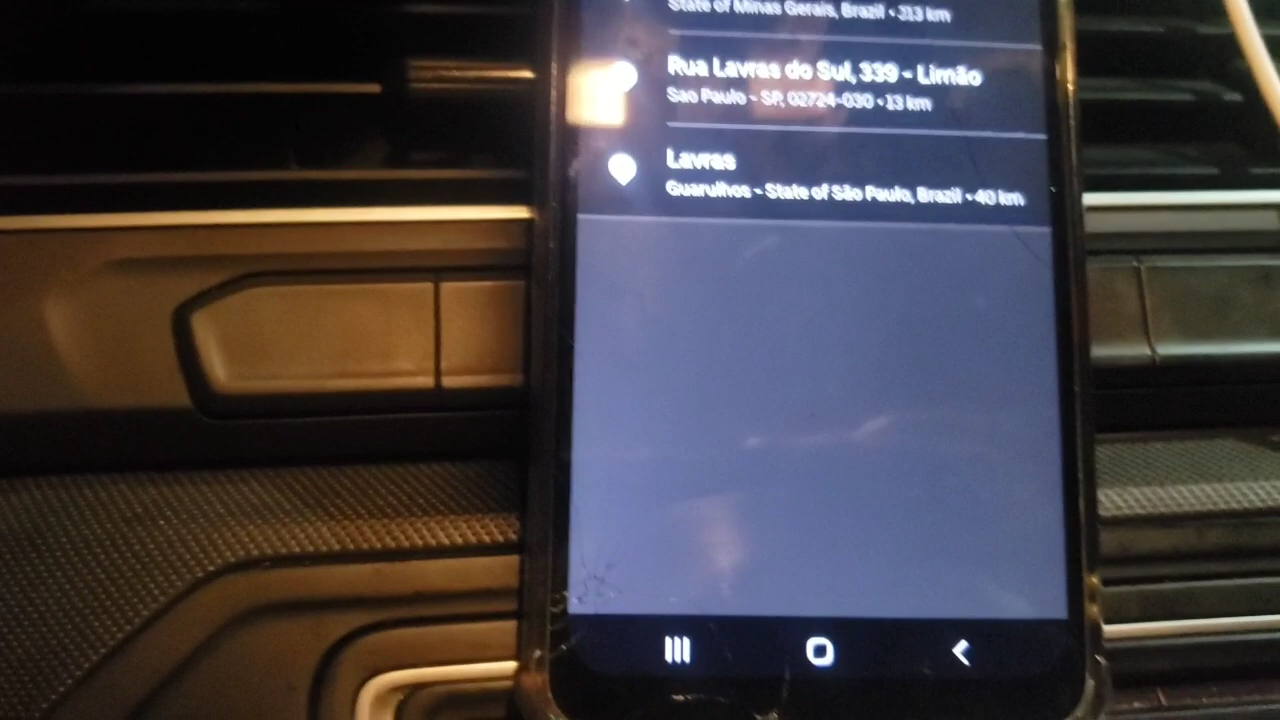 State of Minas Gerais, Brazil • 313 km
Rua Lavras do Sul, 339 - Limão
Sao Paulo - SP, 02724-030 • 13 km
Lavras
Guarulhos - State of São Paulo, Brazil • 40 km